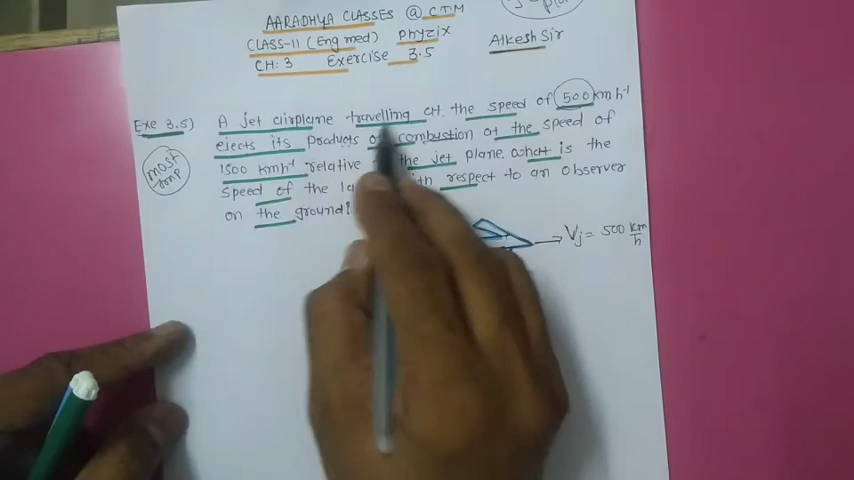 AARADHYA CLASSES @ CTM
CLASS-11 (Eng med) Phyzix
CH: 3 Exercise 3.5
Alkesh Sir
Exe 3.5) A jet airplane travelling at the speed of 500 kmh-1
ejects its products of combustion at the speed of
1500 kmh-1 relative the jet plane. what is the
speed of the with respect to an observer
on the ground
most
Imp
Vj = 500 km/h